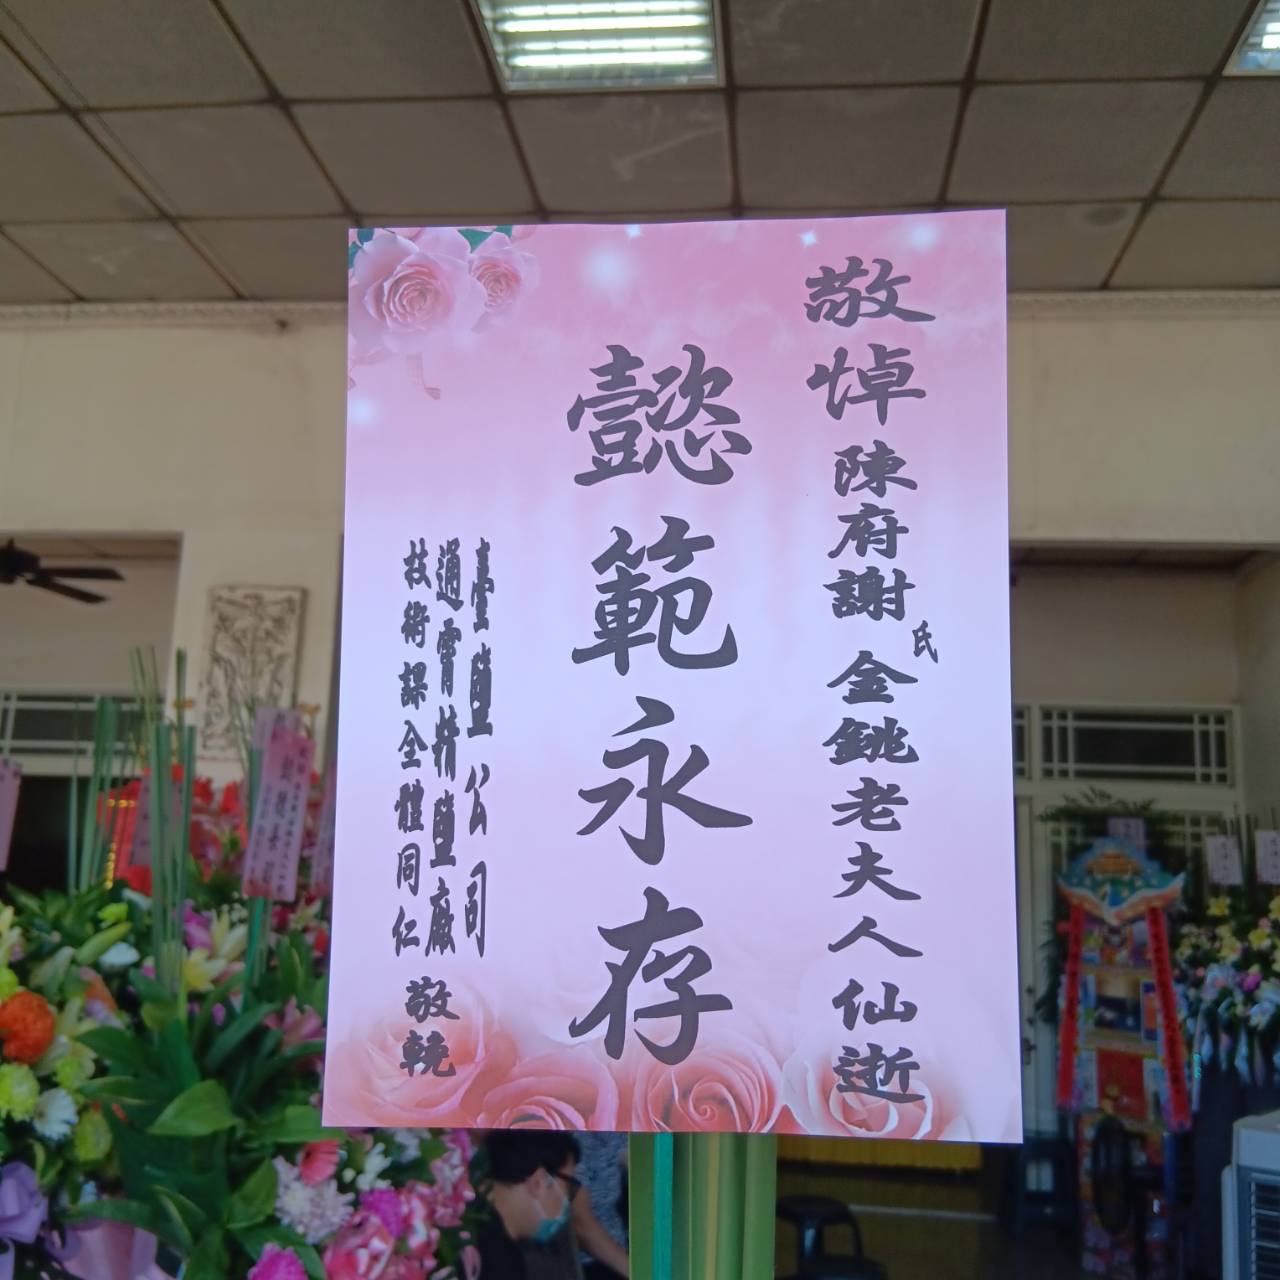 敬悼陳府謝氏金銚老夫人仙逝
懿範永存
臺鹽公司
通霄精鹽廠
技術課全體同仁
敬輓